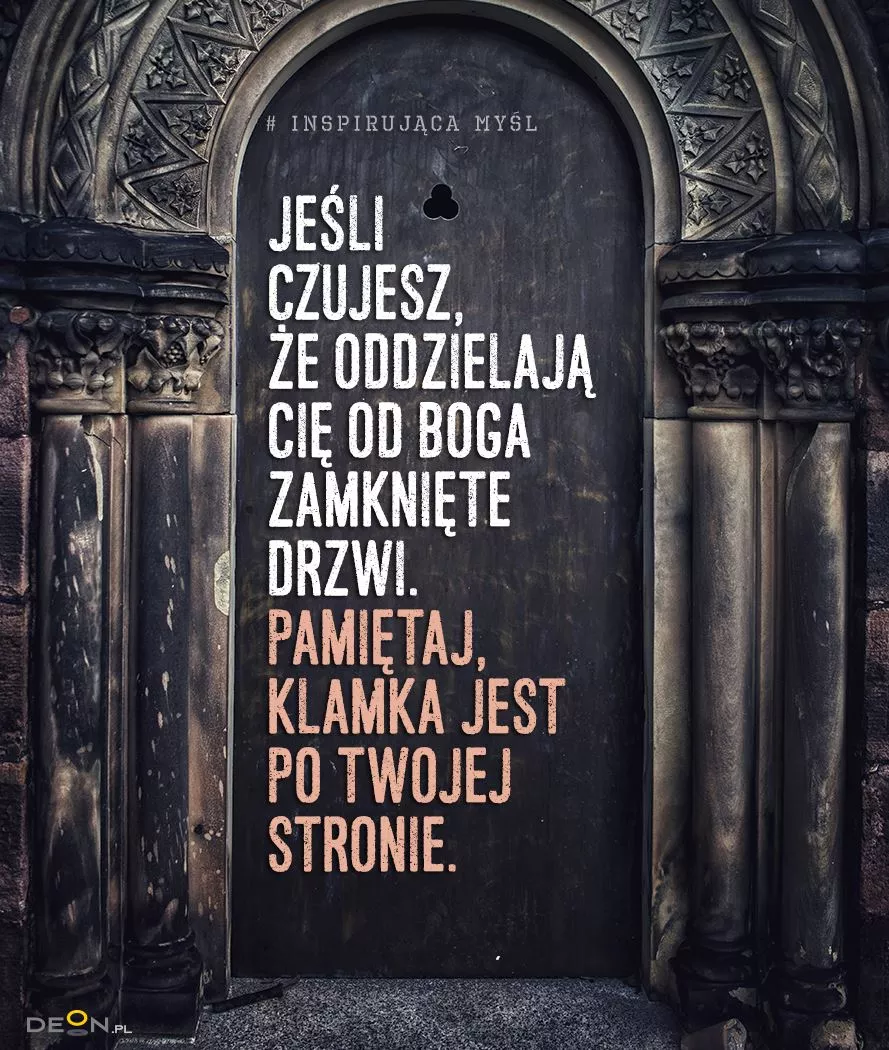 # INSPIRUJĄCA MYŚL
JEŚLI
CZUJESZ,
ŻE ODDZIELAJĄ
CIĘ OD BOGA
ZAMKNIĘTE
DRZWI.
PAMIĘTAJ,
KLAMKA JEST
PO TWOJEJ
STRONIE.
DEON.PL